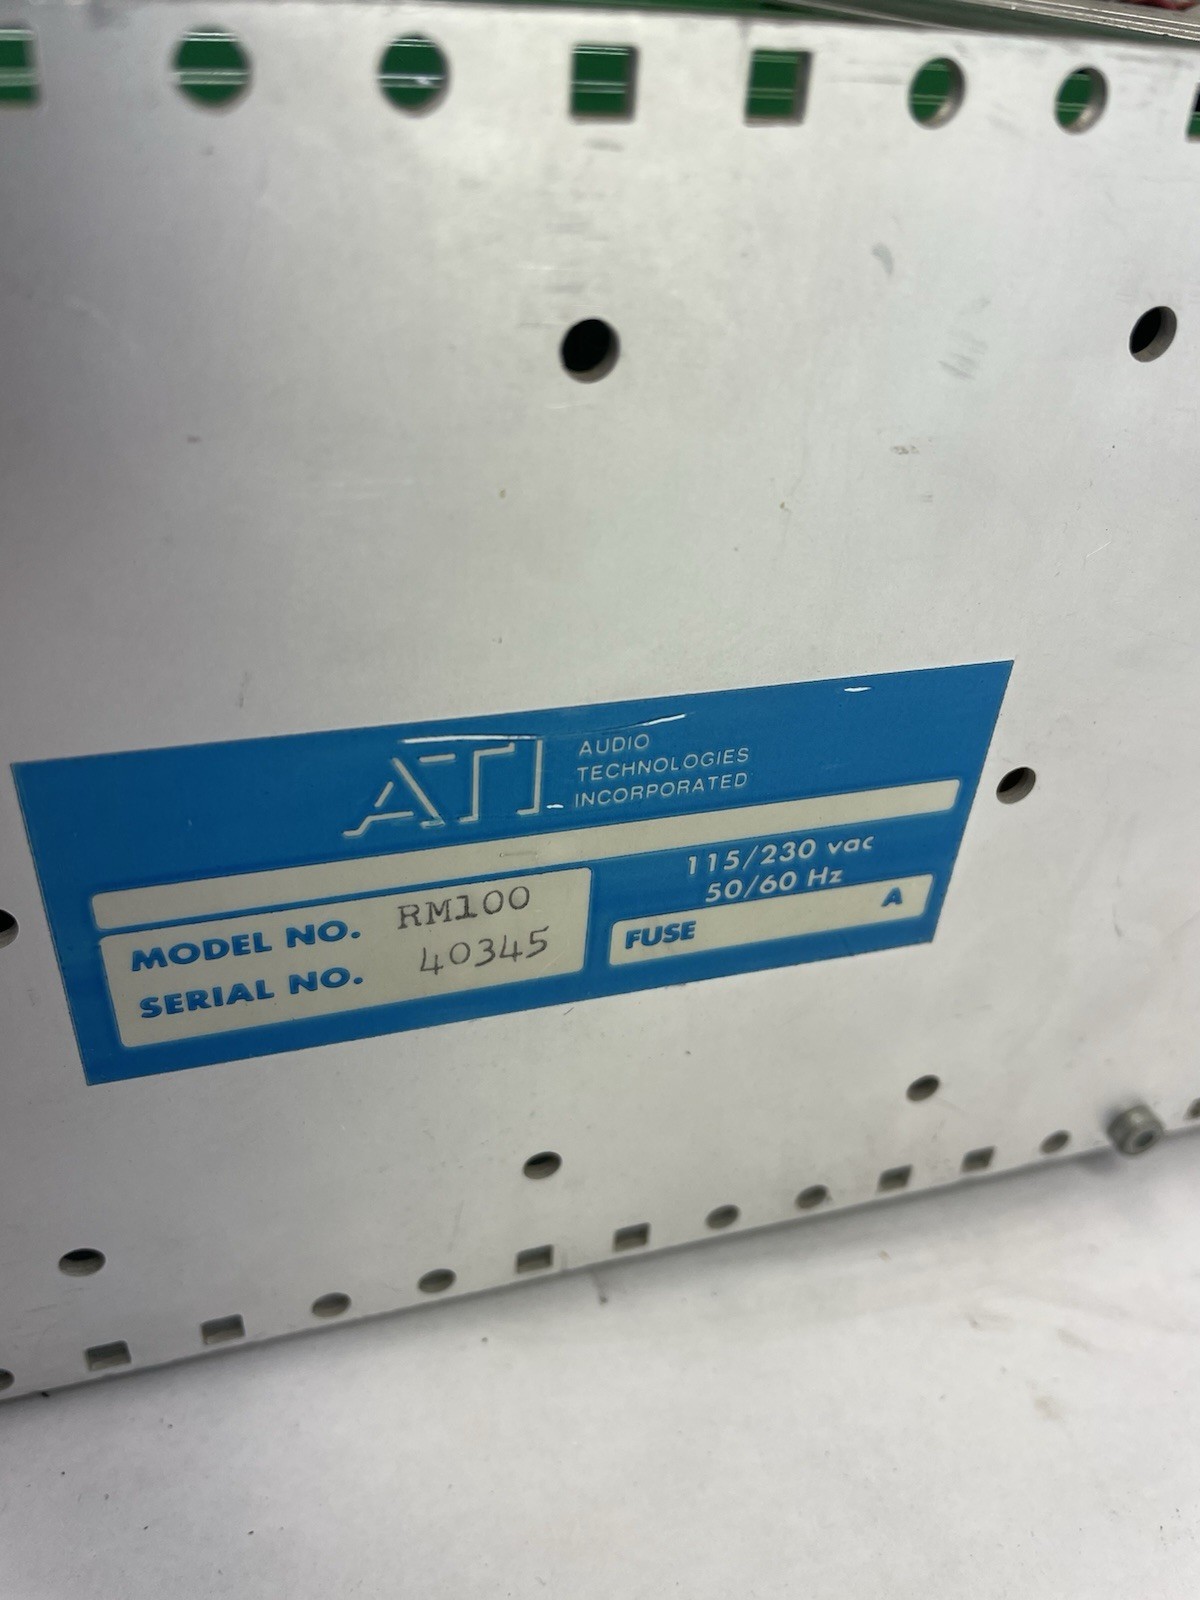 ATI
AUDIO
TECHNOLOGIES
INCORPORATED
115/230 vac
50/60 Hz
MODEL NO. RM100
SERIAL NO. 40345
FUSE A